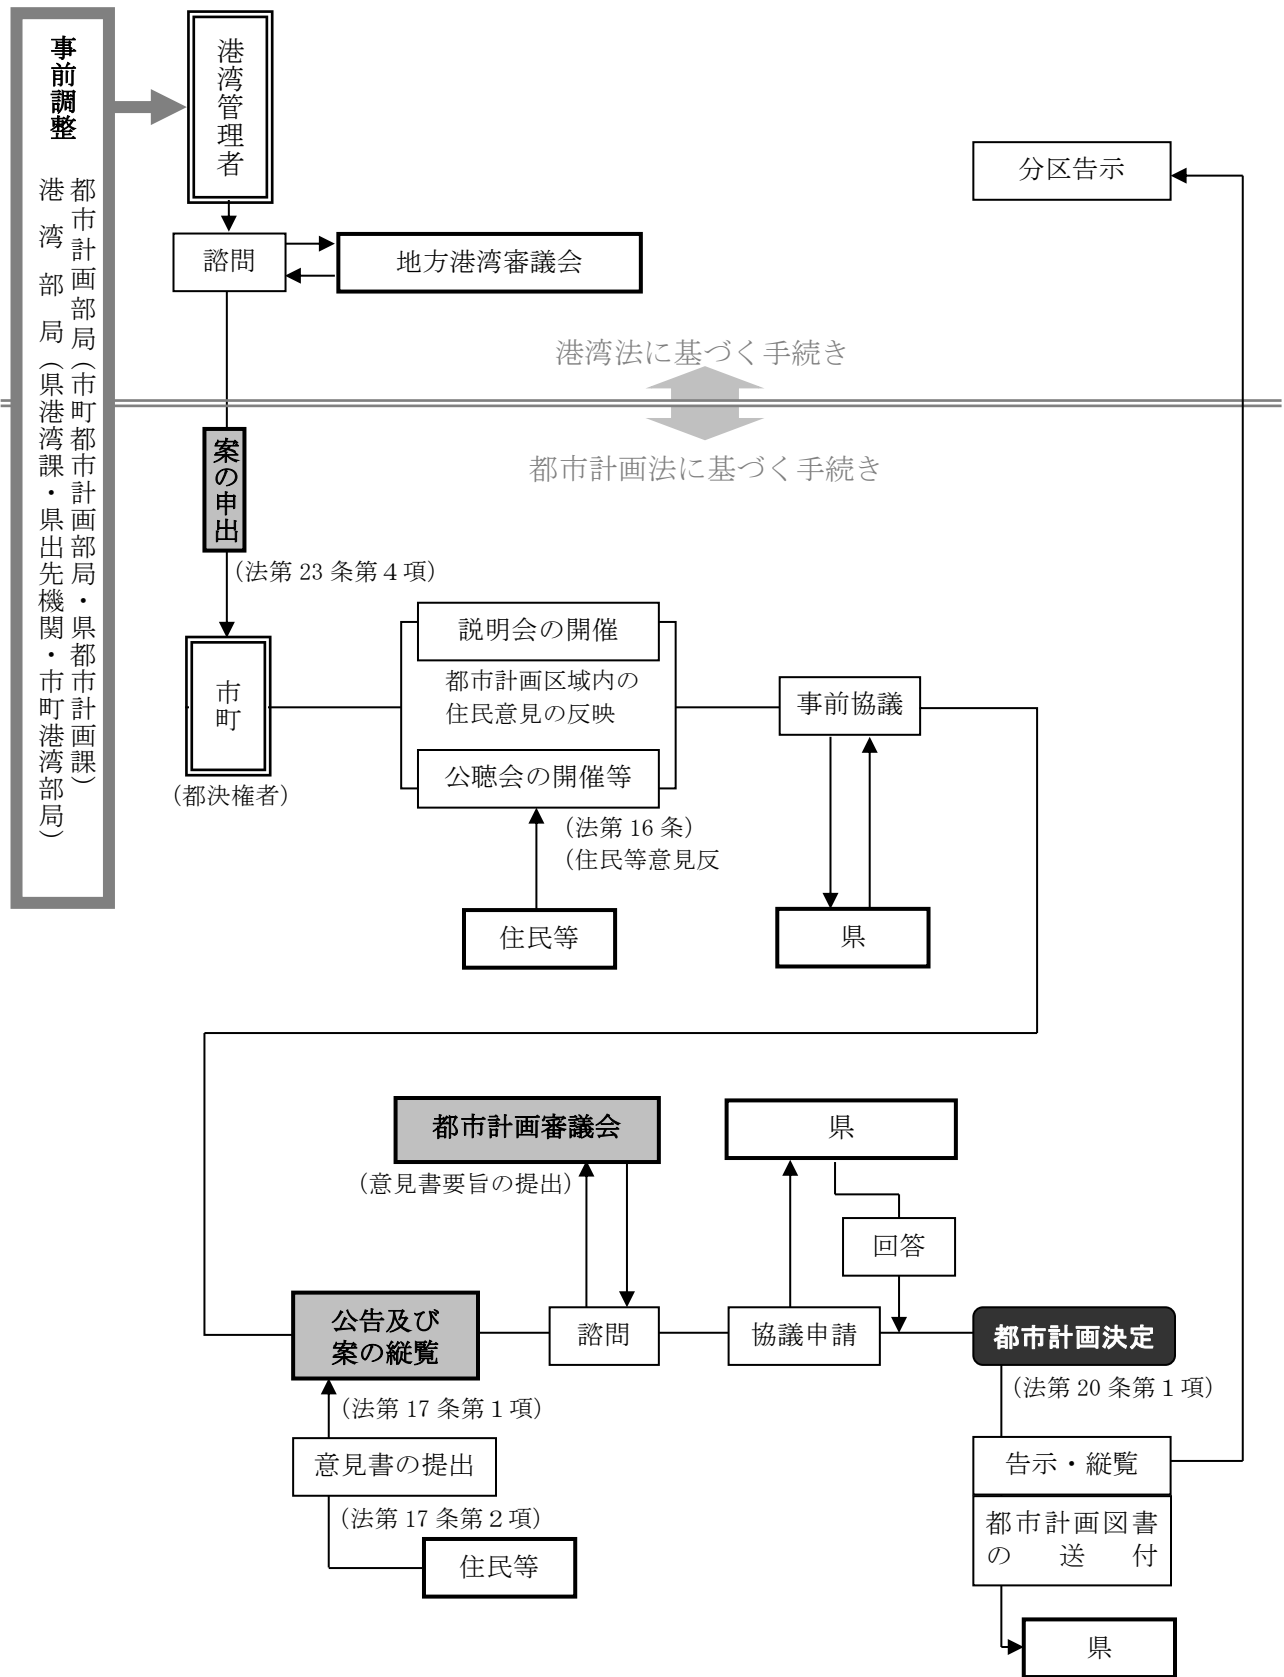 事前調整
都市計画部局（市町都市計画部局・県都市計画課）
港湾部局（県港湾課・県出先機関・市町港湾部局）
港湾管理者
諮問
地方港湾審議会
分区告示
港湾法に基づく手続き
都市計画法に基づく手続き
案の申出
（法第 23 条第４項）
市町
（都決権者）
説明会の開催
都市計画区域内の
住民意見の反映
公聴会の開催等
（法第 16 条）
（住民等意見反
住民等
事前協議
県
都市計画審議会
（意見書要旨の提出）
県
回答
公告及び
案の縦覧
諮問
協議申請
都市計画決定
（法第 17 条第１項）
（法第 20 条第１項）
意見書の提出
告示・縦覧
（法第 17 条第２項）
都市計画図書
の送付
住民等
県